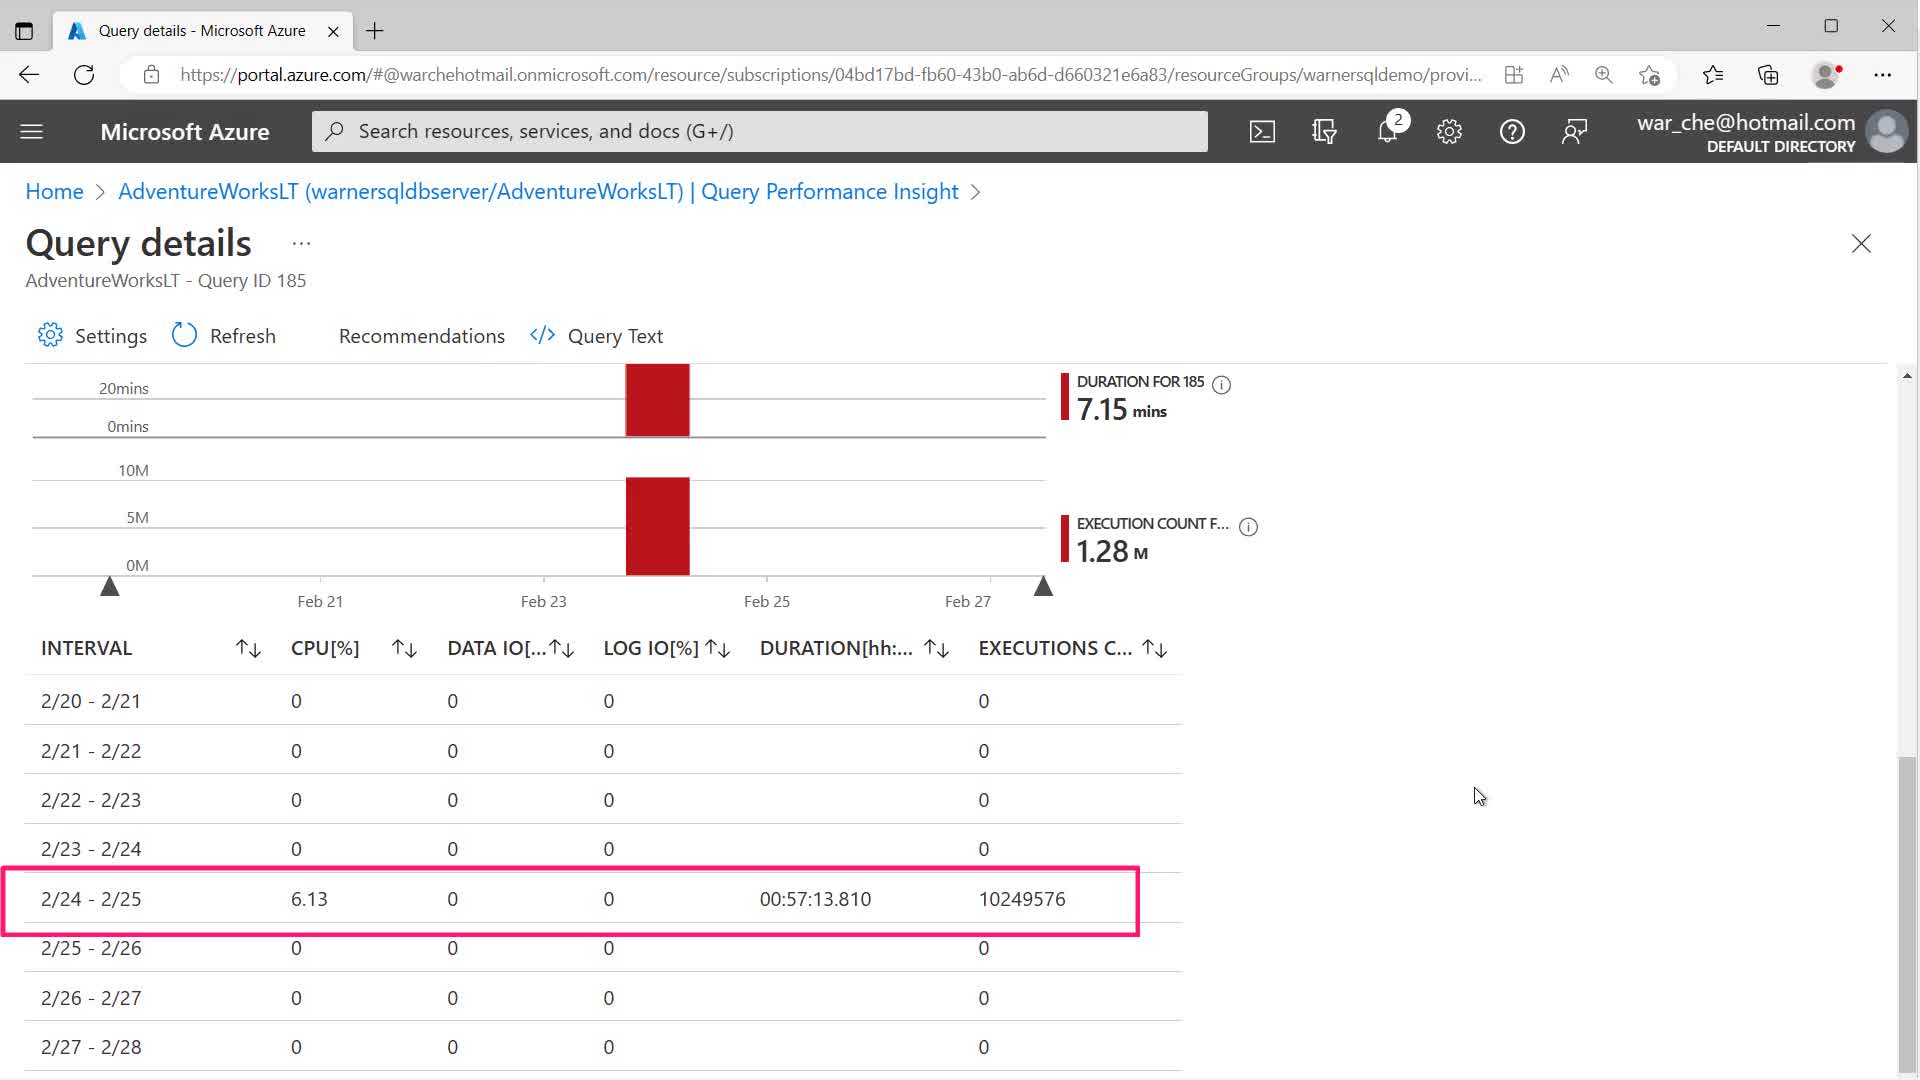 Query details - Microsoft Azure
https://portal.azure.com/#@warchehotmail.onmicrosoft.com/resource/subscriptions/04bd17bd-fb60-43b0-ab6d-d660321e6a83/resourceGroups/warnersqldemo/provi...
Microsoft Azure
Search resources, services, and docs (G+/)
2
war_che@hotmail.com
DEFAULT DIRECTORY
Home > AdventureWorksLT (warnersqldbserver/AdventureWorksLT) | Query Performance Insight >
Query details ...
AdventureWorksLT - Query ID 185
Settings Refresh Recommendations </> Query Text
20mins
0mins
DURATION FOR 185
7.15 mins
10M
5M
0M
EXECUTION COUNT F...
1.28 M
Feb 21 Feb 23 Feb 25 Feb 27
INTERVAL CPU[%] DATA IO[... LOG IO[%] DURATION[hh:... EXECUTIONS C...
2/20 - 2/21 0 0 0 0
2/21 - 2/22 0 0 0 0
2/22 - 2/23 0 0 0 0
2/23 - 2/24 0 0 0 0
2/24 - 2/25 6.13 0 0 00:57:13.810 10249576
2/25 - 2/26 0 0 0 0
2/26 - 2/27 0 0 0 0
2/27 - 2/28 0 0 0 0